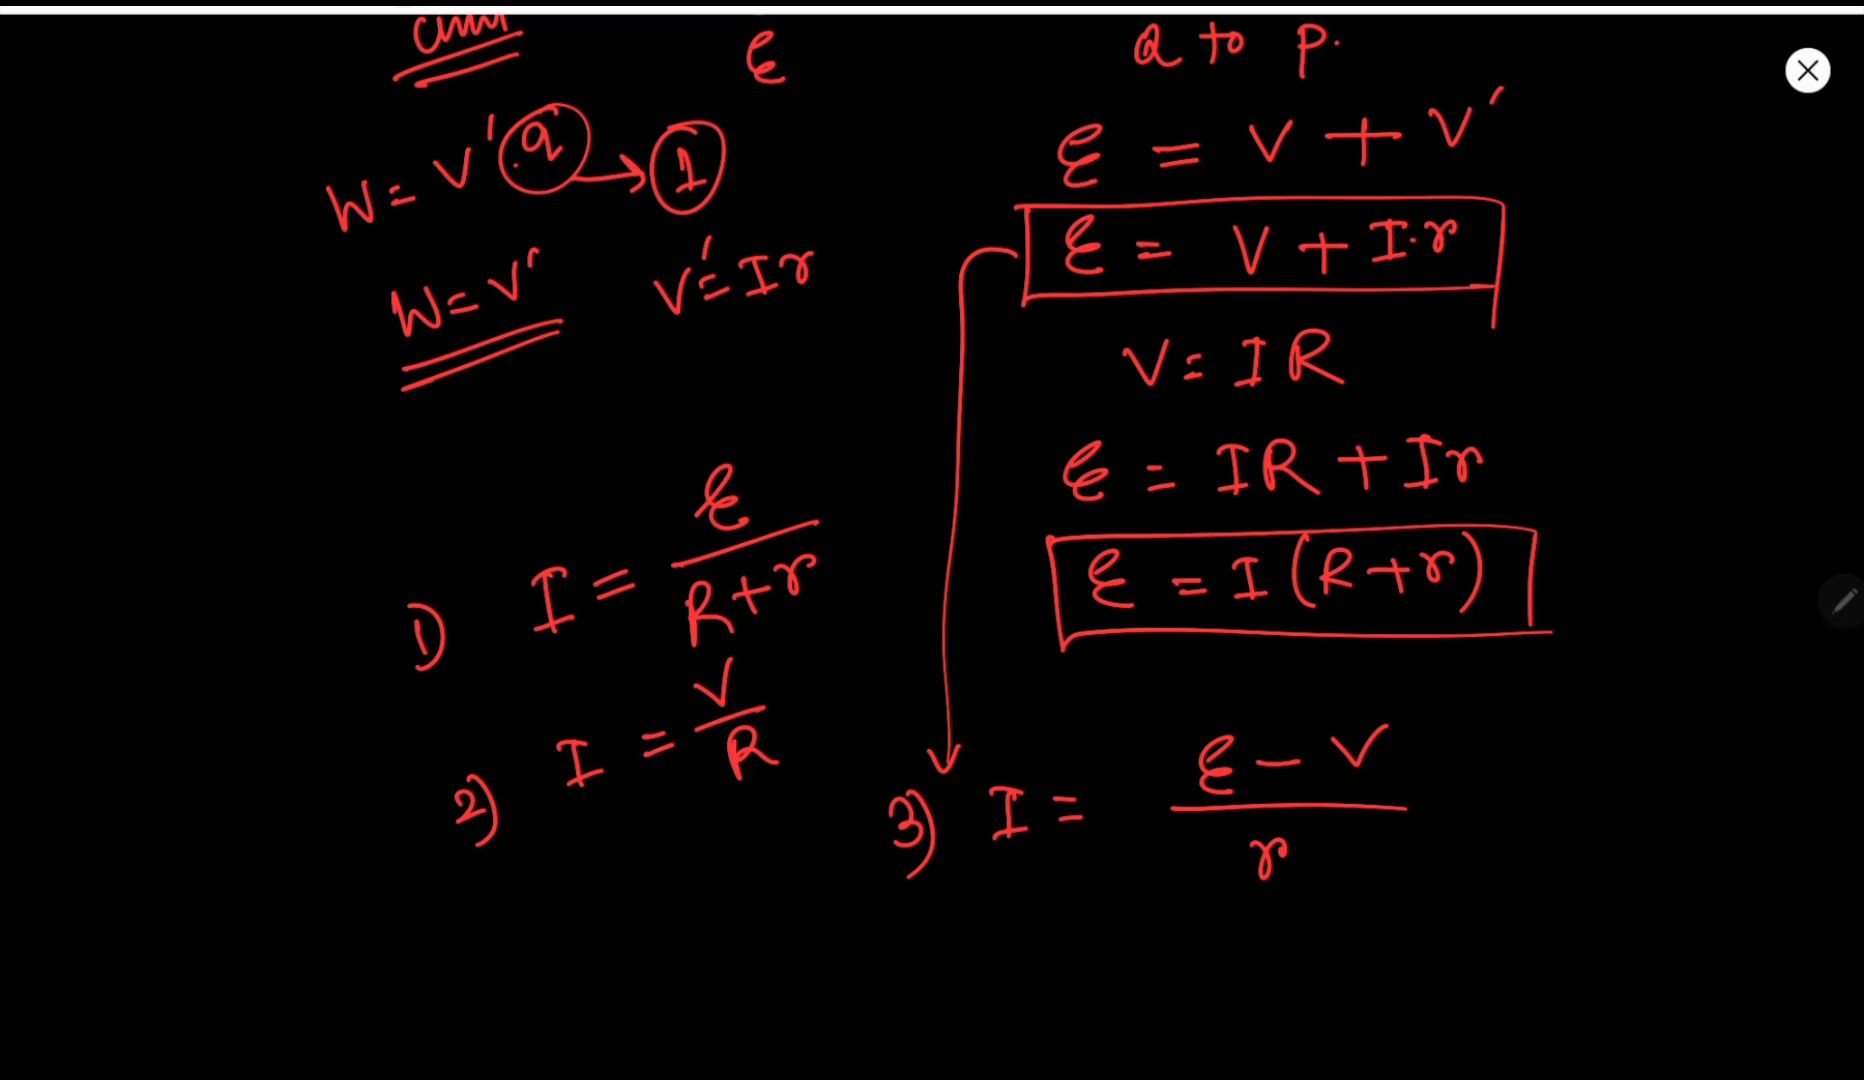 ℰ
Q to P.
W = V'q → 1
ℰ = V + V'
ℰ = V + I·r
W = V'
V' = Ir
V = IR
ℰ = IR + Ir
ℰ = I (R+r)
1) I = ℰ / R+r
2) I = V / R
3) I = ℰ - V / r